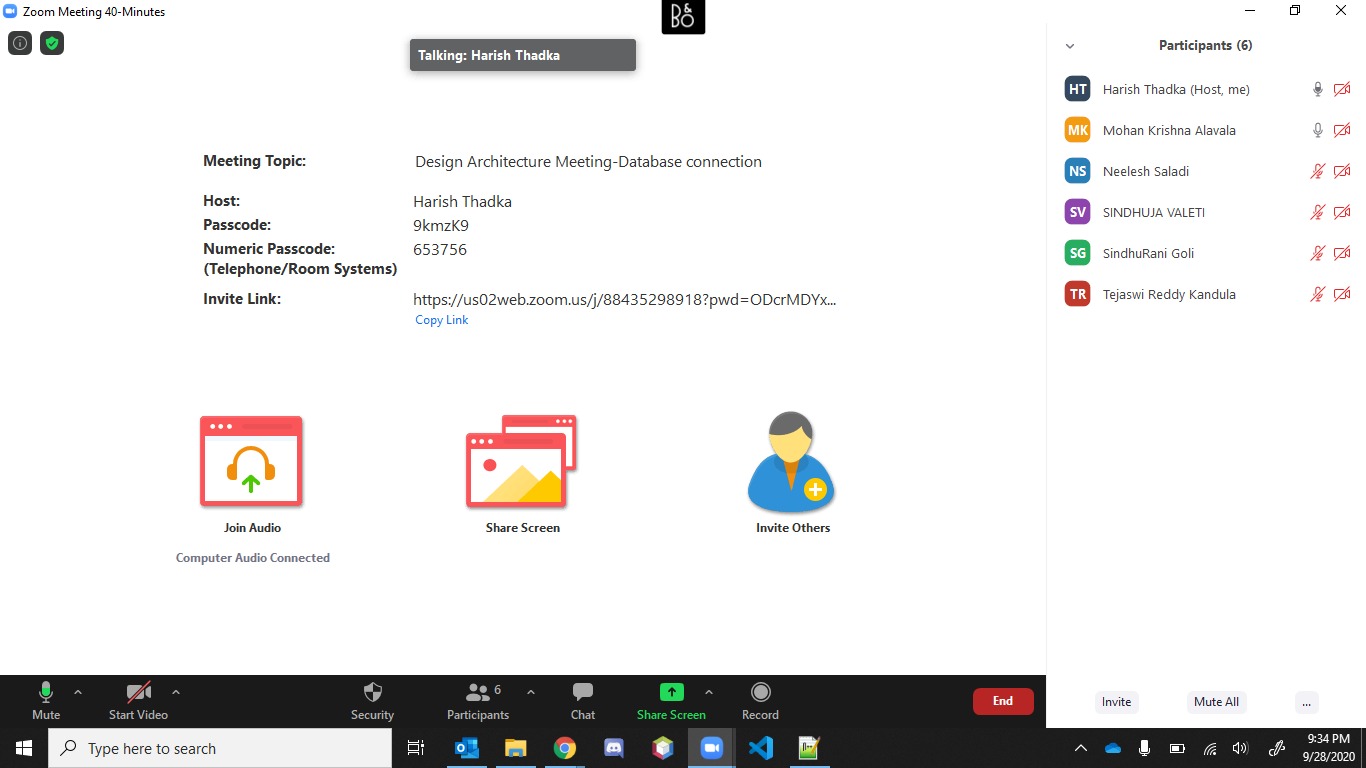 Zoom Meeting 40-Minutes
B&O
Talking: Harish Thadka
Meeting Topic: Design Architecture Meeting-Database connection
Host: Harish Thadka
Passcode: 9kmzK9
Numeric Passcode: 653756
(Telephone/Room Systems)
Invite Link: https://us02web.zoom.us/j/88435298918?pwd=ODcrMDYx...
Copy Link
Join Audio
Share Screen
Invite Others
Computer Audio Connected
Participants (6)
HT Harish Thadka (Host, me)
MK Mohan Krishna Alavala
NS Neelesh Saladi
SV SINDHUJA VALETI
SG SindhuRani Goli
TR Tejaswi Reddy Kandula
Invite Mute All ...
6
Mute Start Video Security Participants Chat Share Screen Record
End
Type here to search
9:34 PM
9/28/2020